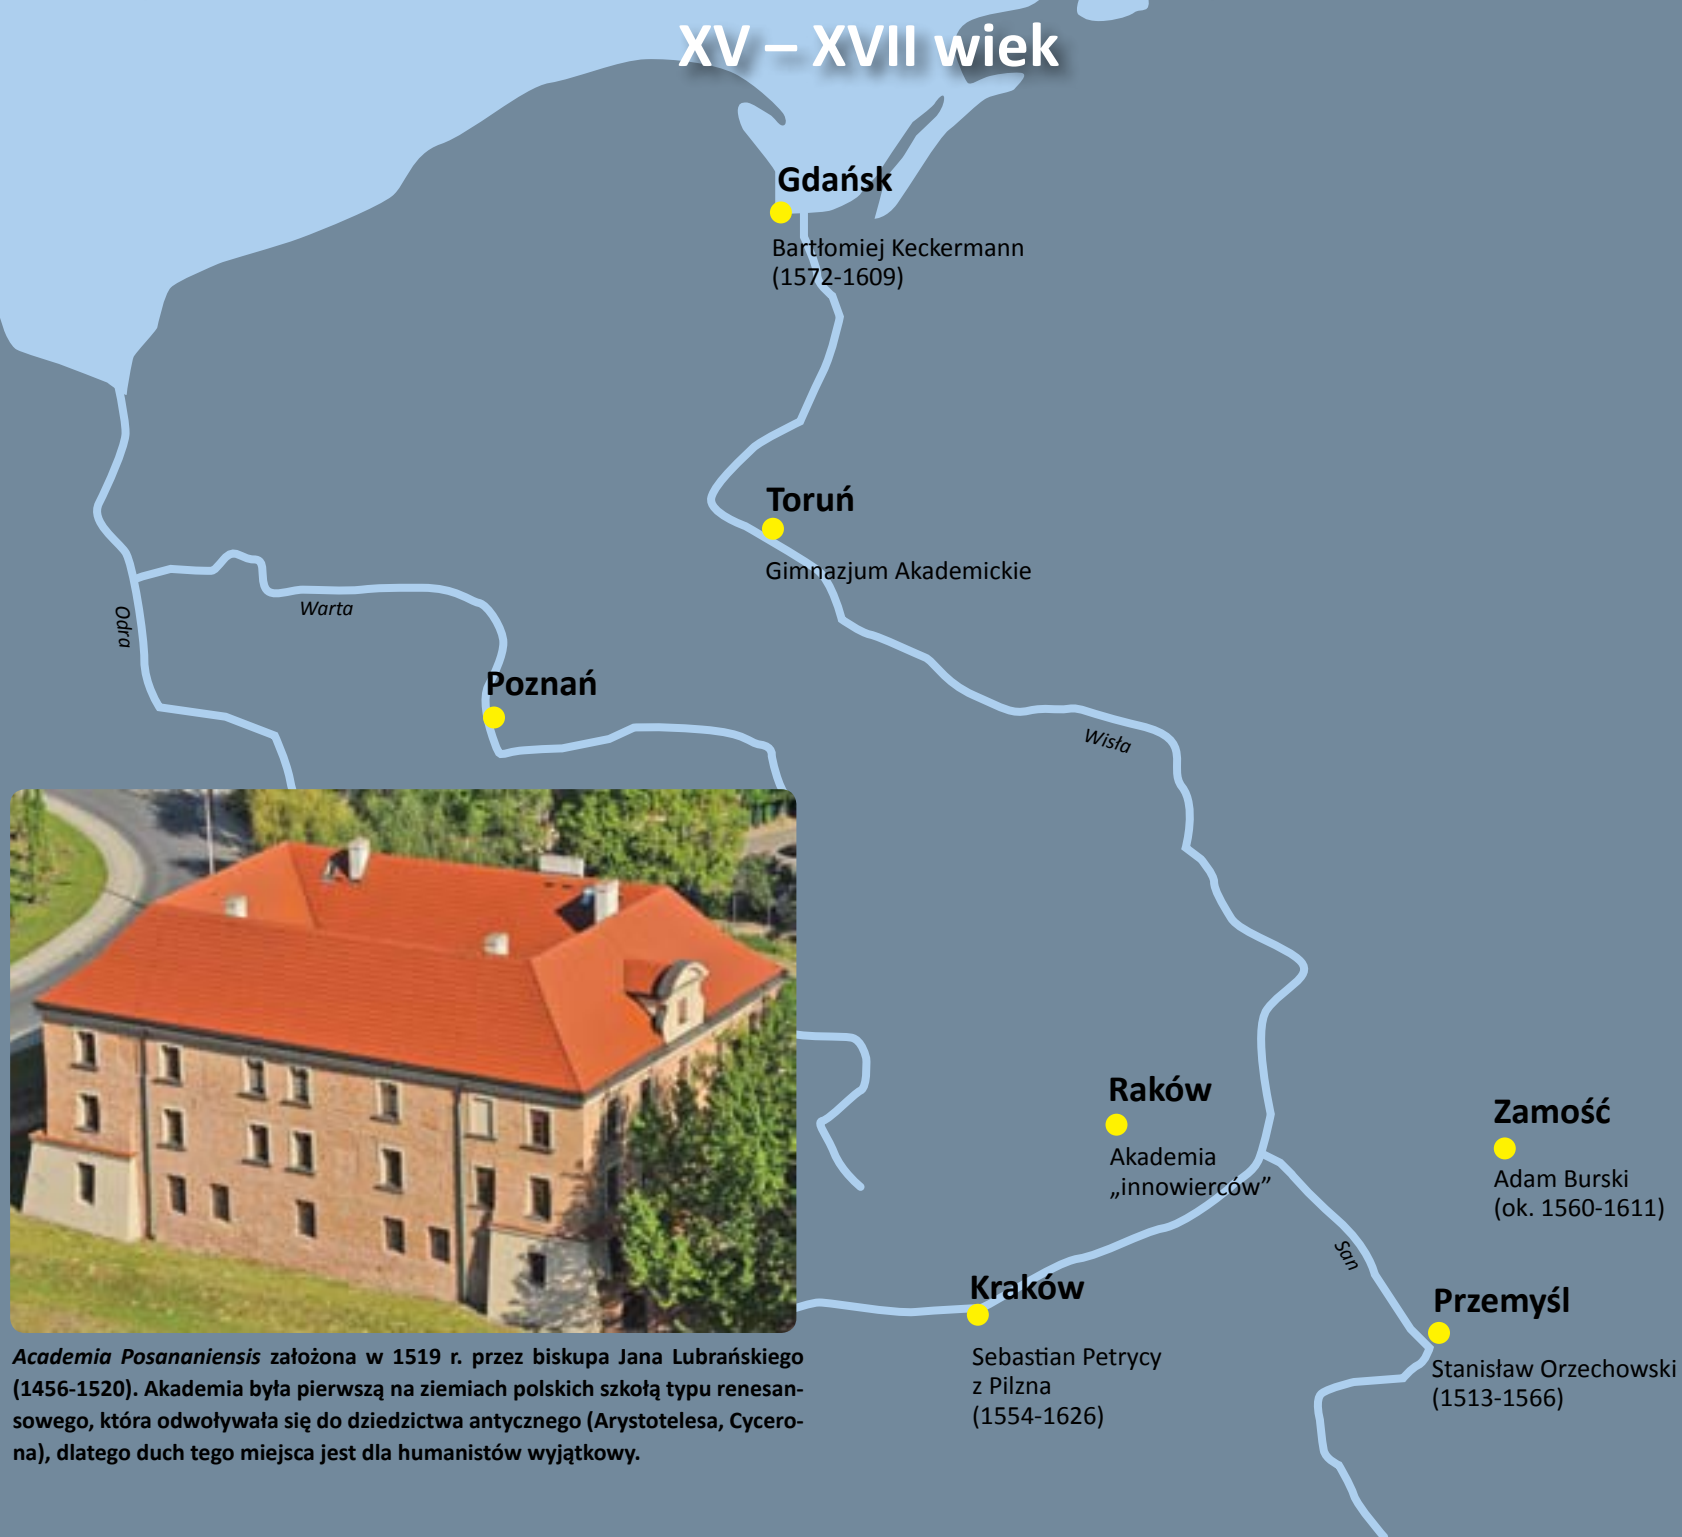 XV – XVII wiek
Gdańsk
Bartłomiej Keckermann
(1572-1609)
Toruń
Gimnazjum Akademickie
Warta
Odra
Poznań
Wisła
Raków
Akademia
„innowierców”
Zamość
Adam Burski
(ok. 1560-1611)
San
Kraków
Sebastian Petrycy
z Pilzna
(1554-1626)
Przemyśl
Stanisław Orzechowski
(1513-1566)
Academia Posananiensis założona w 1519 r. przez biskupa Jana Lubrańskiego
(1456-1520). Akademia była pierwszą na ziemiach polskich szkołą typu renesan-
sowego, która odwoływała się do dziedzictwa antycznego (Arystotelesa, Cycero-
na), dlatego duch tego miejsca jest dla humanistów wyjątkowy.